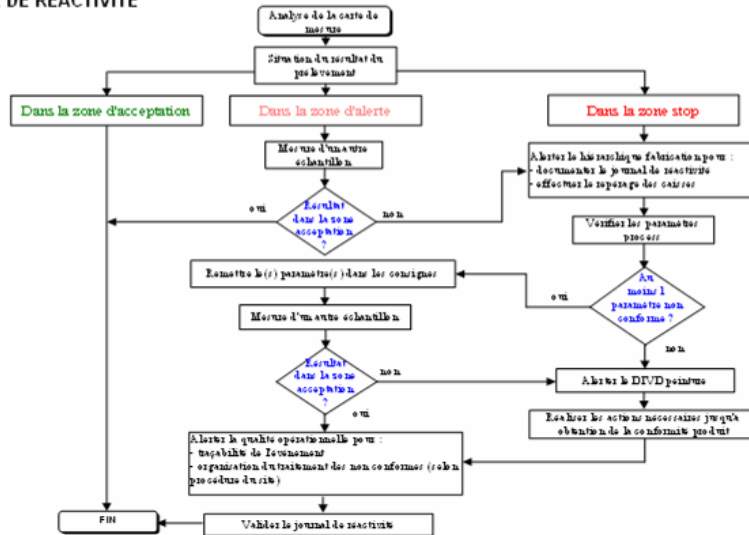 DE REACTIVITE
Analyse de la carte de
mesure
Situation du résultat du
prélèvement
Dans la zone d'acceptation
Dans la zone d'alerte
Dans la zone stop
Mesure d'un autre
échantillon
Alerter le hiérarchique fabrication pour :
- documenter le journal de réactivité
- effectuer le repérage des caisses
Résultat
dans la zone
acceptation
?
oui
non
Vérifier les paramètres
process
Remettre le(s) paramètre(s) dans les consignes
Au
moins 1
paramètre non
conforme ?
oui
non
Mesure d'un autre échantillon
Résultat
dans la zone
acceptation
?
non
oui
Alerter le DIVD peinture
Réaliser les actions nécessaires jusqu'à
obtention de la conformité produit
Alerter la qualité opérationnelle pour :
- traçabilité de l'événement
- organisation du traitement des non conformes (selon
procédure du site)
FIN
Valider le journal de réactivité